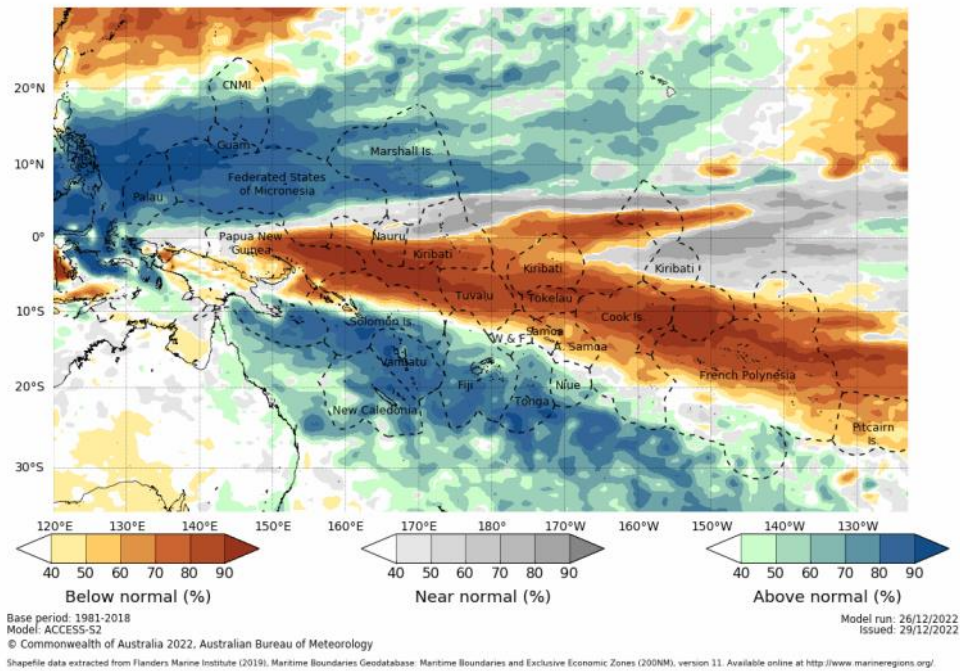 20°N
CNMI
Guam
10°N
Marshall Is.
Federated States
of Micronesia
Palau
0°
Papua New
Guinea
Nauru
Kiribati
Kiribati
Kiribati
Tuvalu
Tokelau
10°S
Solomon Is.
Cook Is.
W & F
Samoa
A. Samoa
Vanuatu
20°S
Fiji
Niue
French Polynesia
New Caledonia
Tonga
Pitcairn
Is.
30°S
120°E 130°E 140°E 150°E 160°E 170°E 180° 170°W 160°W 150°W 140°W 130°W
40 50 60 70 80 90
Below normal (%)
40 50 60 70 80 90
Near normal (%)
40 50 60 70 80 90
Above normal (%)
Base period: 1981-2018
Model: ACCESS-S2
© Commonwealth of Australia 2022, Australian Bureau of Meteorology
Model run: 26/12/2022
Issued: 29/12/2022
Shapefile data extracted from Flanders Marine Institute (2019), Maritime Boundaries Geodatabase: Maritime Boundaries and Exclusive Economic Zones (200NM), version 11. Available online at http://www.marineregions.org/.